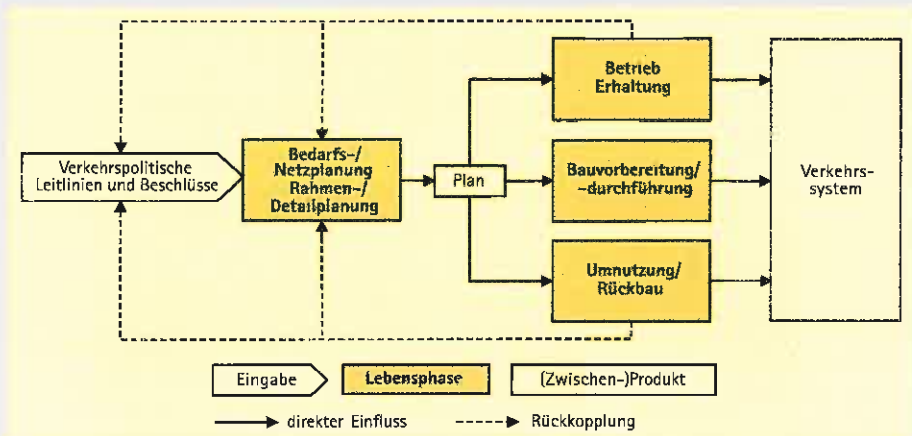 Betrieb
Erhaltung
Verkehrspolitische
Leitlinien und Beschlüsse
Bedarfs-/
Netzplanung
Rahmen-/
Detailplanung
Plan
Bauvorbereitung/
-durchführung
Verkehrs-
system
Umnutzung/
Rückbau
Eingabe
Lebensphase
(Zwischen-)Produkt
direkter Einfluss
Rückkopplung